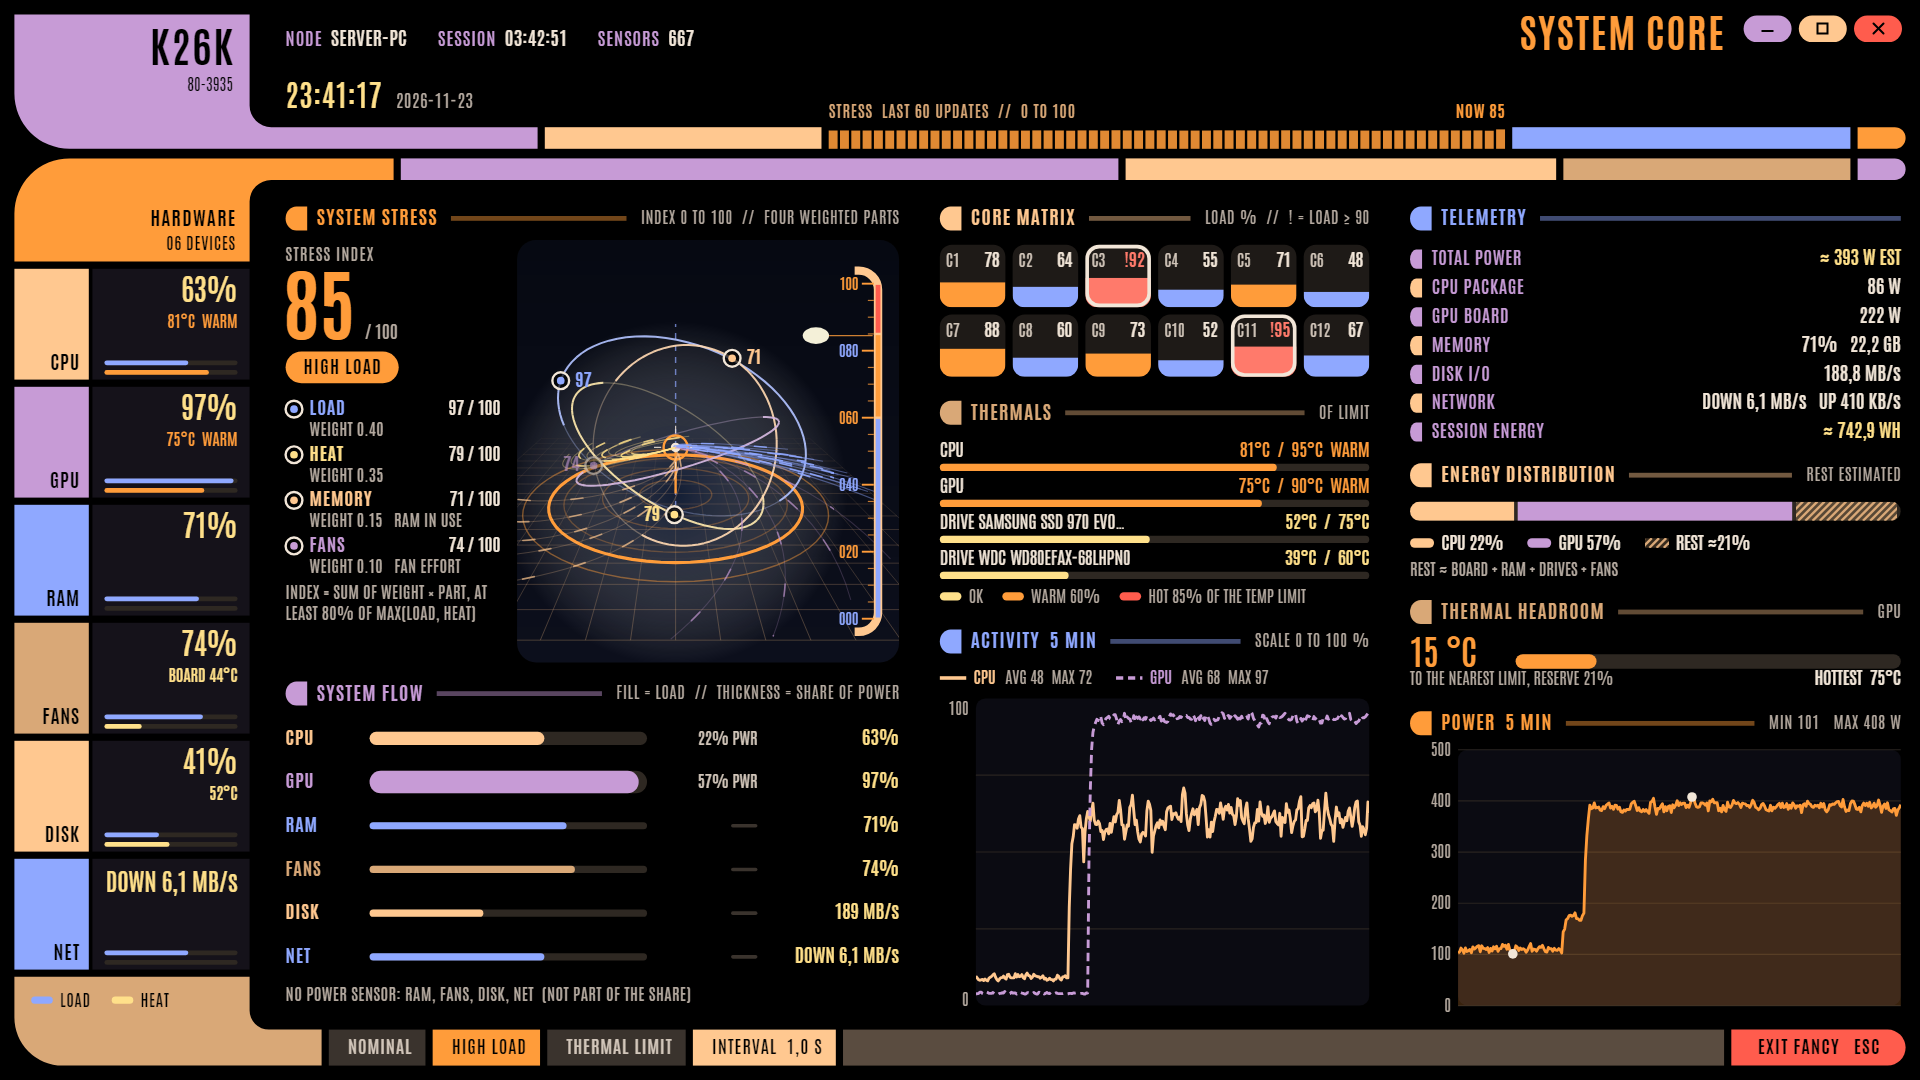 K26K
80-3935
NODE SERVER-PC SESSION 03:42:51 SENSORS 667
23:41:17 2026-11-23
STRESS LAST 60 UPDATES // 0 TO 100
NOW 85
SYSTEM CORE
HARDWARE
06 DEVICES
63%
81°C WARM
CPU
97%
75°C WARM
GPU
71%
RAM
74%
BOARD 44°C
FANS
41%
52°C
DISK
DOWN 6,1 MB/s
NET
LOAD HEAT
SYSTEM STRESS INDEX 0 TO 100 // FOUR WEIGHTED PARTS
STRESS INDEX
85 / 100
HIGH LOAD
LOAD 97 / 100
WEIGHT 0.40
HEAT 79 / 100
WEIGHT 0.35
MEMORY 71 / 100
WEIGHT 0.15 RAM IN USE
FANS 74 / 100
WEIGHT 0.10 FAN EFFORT
INDEX = SUM OF WEIGHT × PART, AT
LEAST 80% OF MAX(LOAD, HEAT)
100
080
060
040
020
000
71
97
74
79
SYSTEM FLOW FILL = LOAD // THICKNESS = SHARE OF POWER
CPU 22% PWR 63%
GPU 57% PWR 97%
RAM — 71%
FANS — 74%
DISK — 189 MB/s
NET — DOWN 6,1 MB/s
NO POWER SENSOR: RAM, FANS, DISK, NET (NOT PART OF THE SHARE)
CORE MATRIX LOAD % // ! = LOAD ≥ 90
C1 78 C2 64 C3 !92 C4 55 C5 71 C6 48
C7 88 C8 60 C9 73 C10 52 C11 !95 C12 67
THERMALS OF LIMIT
CPU 81°C / 95°C WARM
GPU 75°C / 90°C WARM
DRIVE SAMSUNG SSD 970 EVO… 52°C / 75°C
DRIVE WDC WD80EFAX-68LHPN0 39°C / 60°C
OK WARM 60% HOT 85% OF THE TEMP LIMIT
ACTIVITY 5 MIN SCALE 0 TO 100 %
CPU AVG 48 MAX 72 GPU AVG 68 MAX 97
100
0
TELEMETRY
TOTAL POWER ≈ 393 W EST
CPU PACKAGE 86 W
GPU BOARD 222 W
MEMORY 71% 22,2 GB
DISK I/O 188,8 MB/s
NETWORK DOWN 6,1 MB/s UP 410 KB/s
SESSION ENERGY ≈ 742,9 WH
ENERGY DISTRIBUTION REST ESTIMATED
CPU 22% GPU 57% REST ≈21%
REST ≈ BOARD + RAM + DRIVES + FANS
THERMAL HEADROOM GPU
15 °C
TO THE NEAREST LIMIT, RESERVE 21% HOTTEST 75°C
POWER 5 MIN MIN 101 MAX 408 W
500
400
300
200
100
0
NOMINAL HIGH LOAD THERMAL LIMIT INTERVAL 1,0 S EXIT FANCY ESC